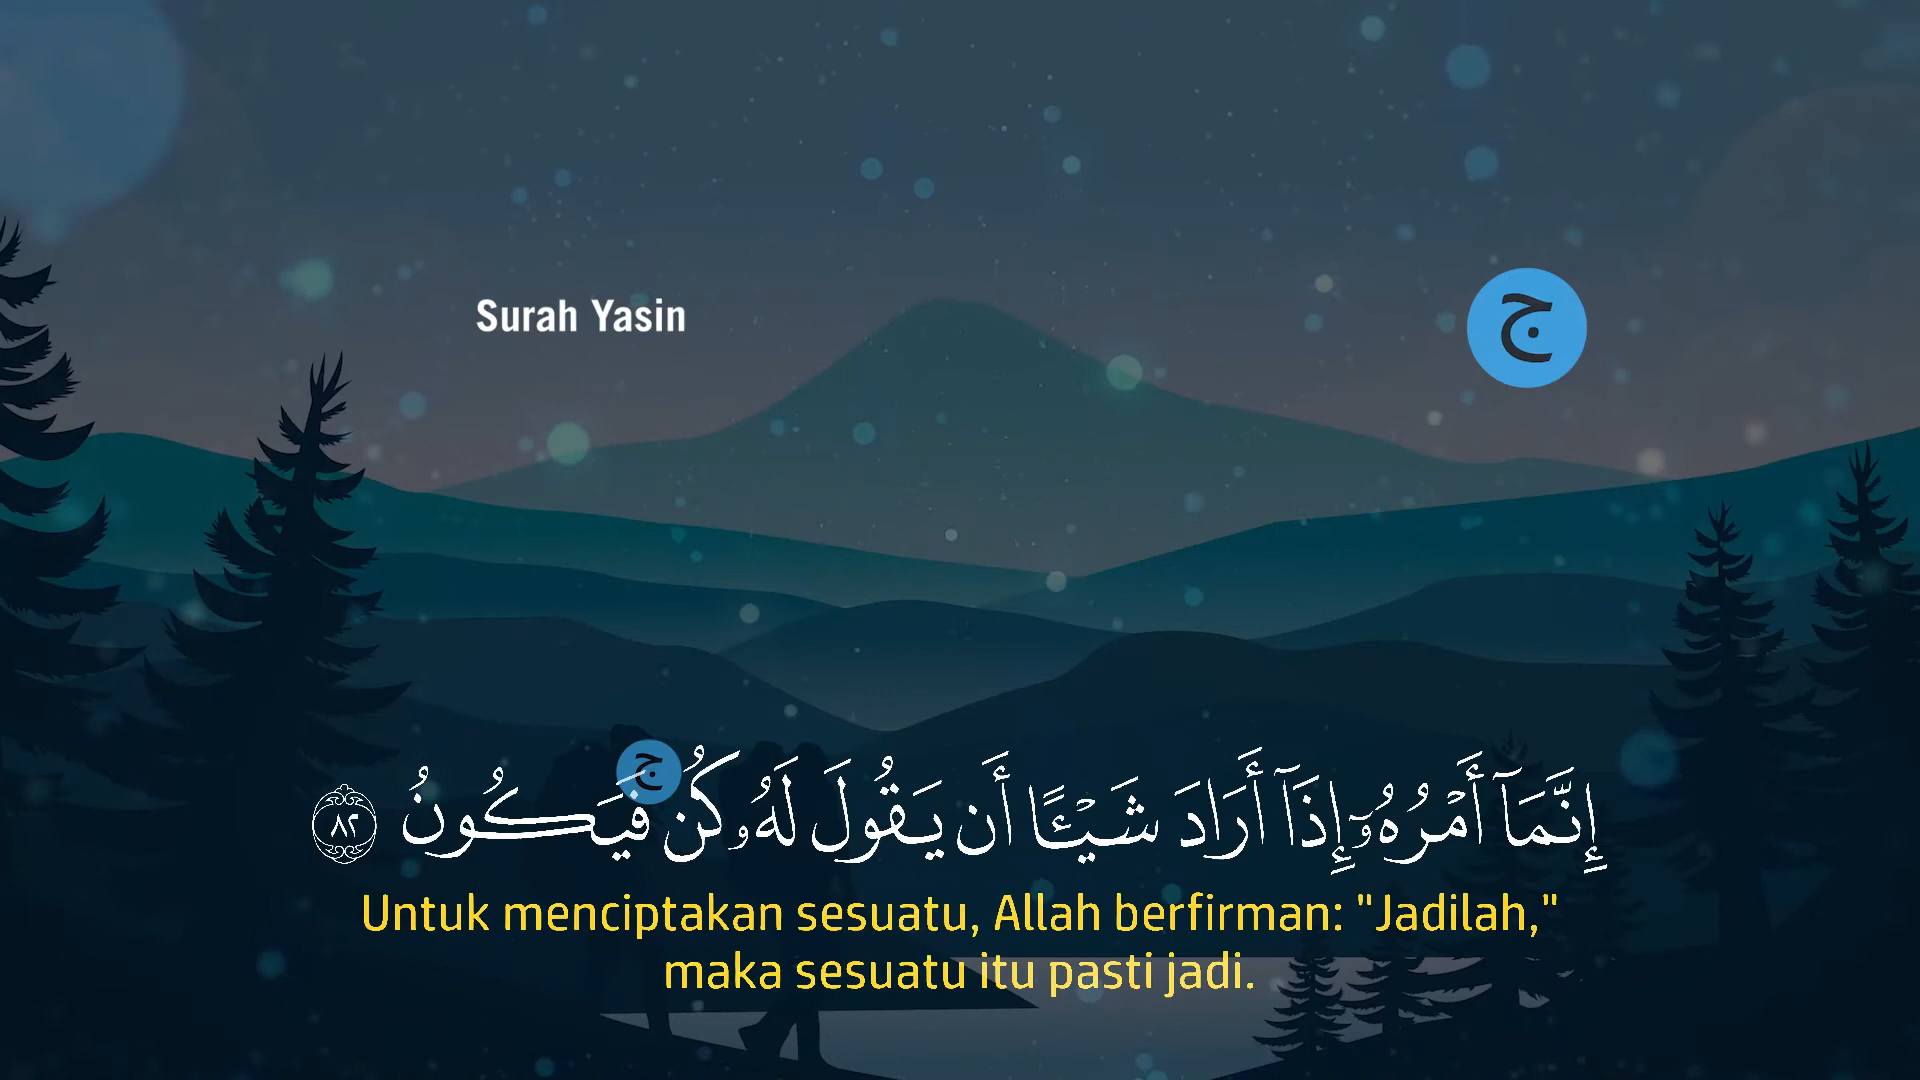 Surah Yasin
ج
إِنَّمَآ أَمْرُهُۥٓ إِذَآ أَرَادَ شَيْـًٔا أَن يَقُولَ لَهُۥ كُن ج فَيَكُونُ ٨٢
Untuk menciptakan sesuatu, Allah berfirman: "Jadilah,"
maka sesuatu itu pasti jadi.